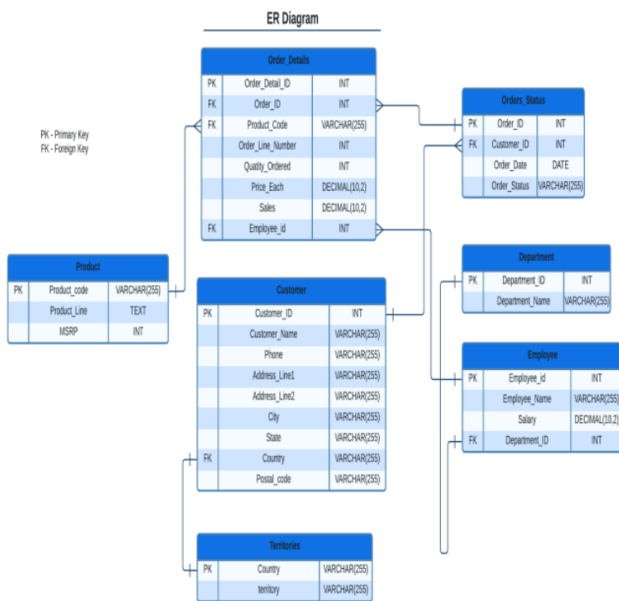 ER Diagram
PK - Primary Key
FK - Foreign Key
Order_Details
PK Order_Detail_ID INT
FK Order_ID INT
FK Product_Code VARCHAR(255)
Order_Line_Number INT
Quatity_Ordered INT
Price_Each DECIMAL(10,2)
Sales DECIMAL(10,2)
FK Employee_id INT
Orders_Status
PK Order_ID INT
FK Customer_ID INT
Order_Date DATE
Order_Status VARCHAR(255)
Product
PK Product_code VARCHAR(255)
Product_Line TEXT
MSRP INT
Customer
PK Customer_ID INT
Customer_Name VARCHAR(255)
Phone VARCHAR(255)
Address_Line1 VARCHAR(255)
Address_Line2 VARCHAR(255)
City VARCHAR(255)
State VARCHAR(255)
FK Country VARCHAR(255)
Postal_code VARCHAR(255)
Department
PK Department_ID INT
Department_Name VARCHAR(255)
Employee
PK Employee_id INT
Employee_Name VARCHAR(255)
Salary DECIMAL(10,2)
FK Department_ID INT
Territories
PK Country VARCHAR(255)
territory VARCHAR(255)